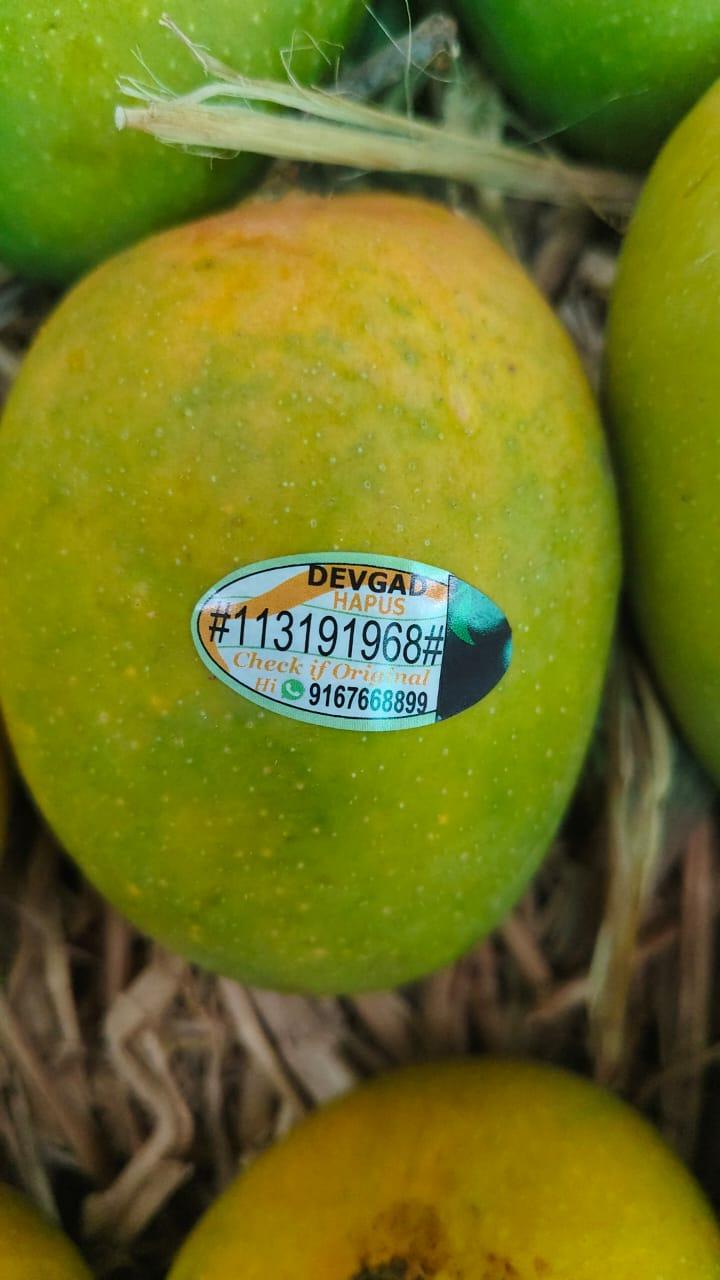 DEVGAD
HAPUS
#113191968#
Check if Original
Hi 9167668899